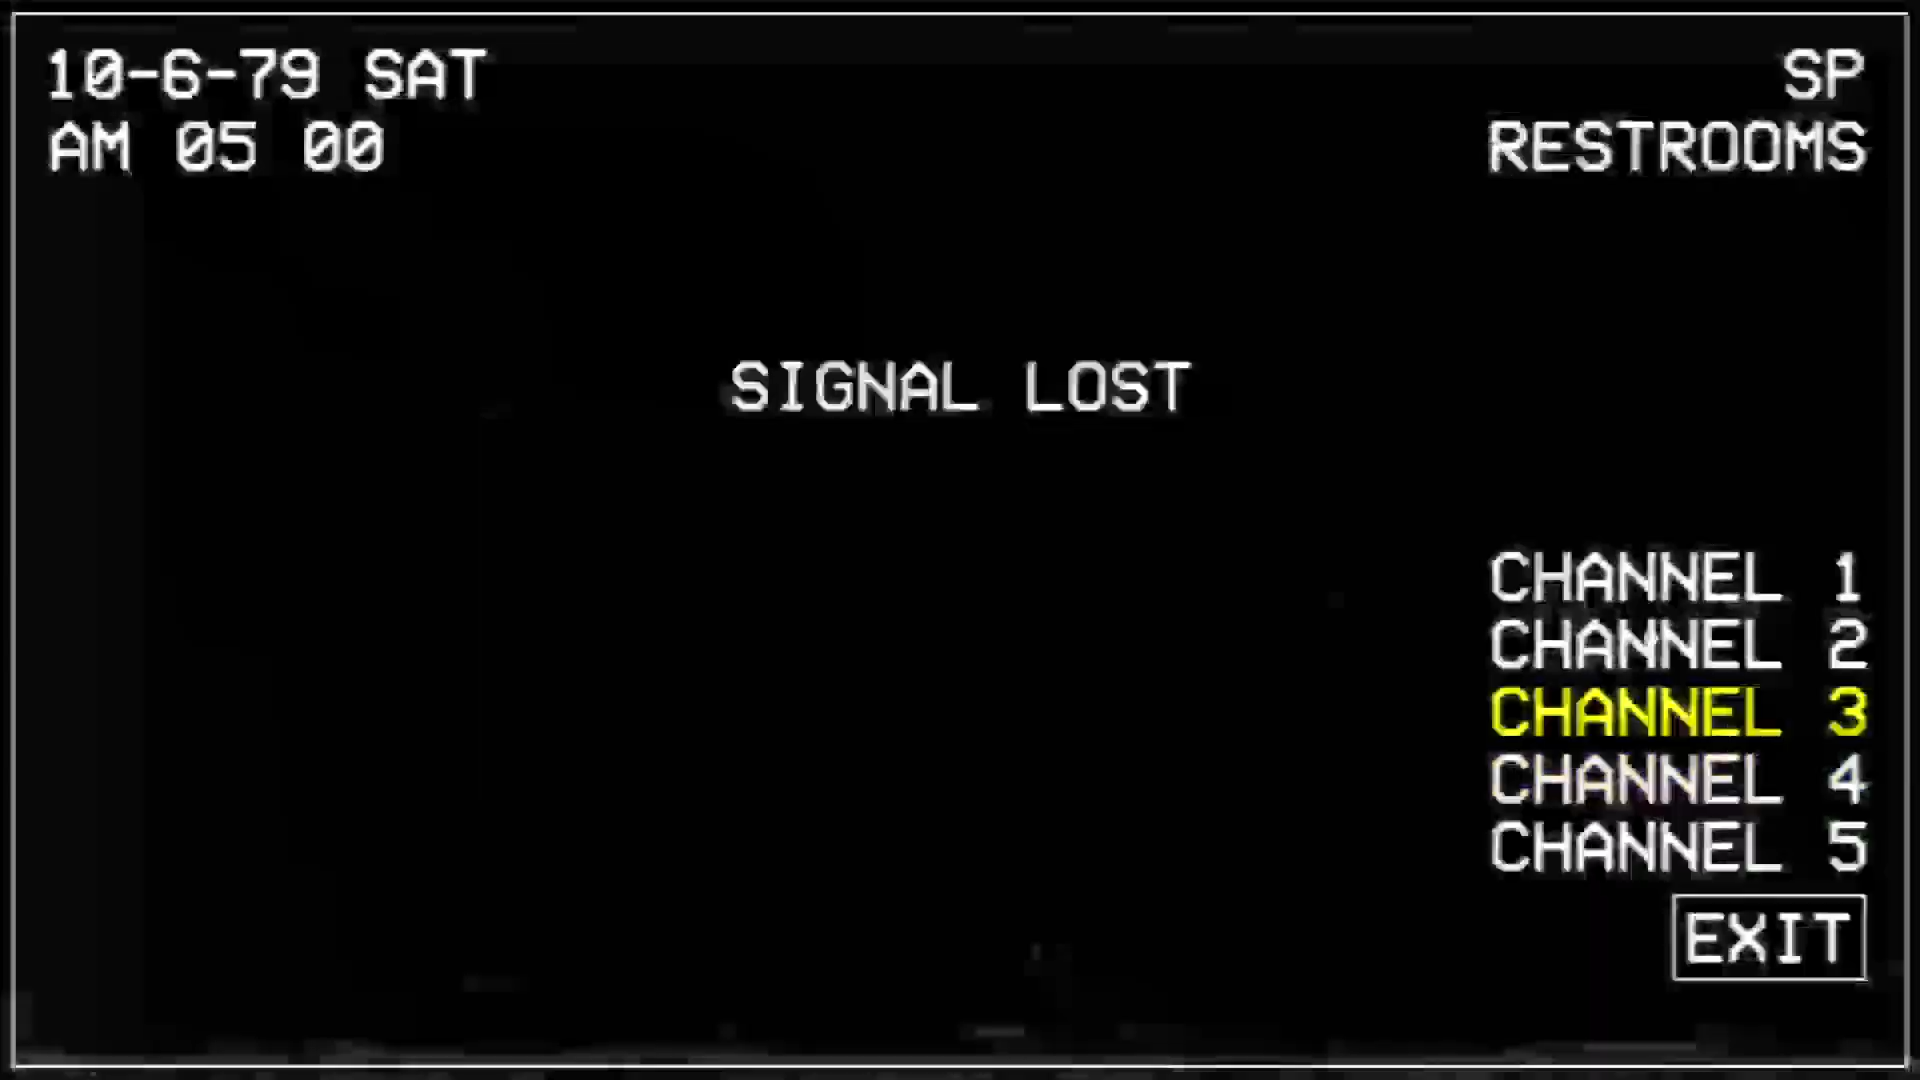 10-6-79 SAT
AM 05 00
SP
RESTROOMS
SIGNAL LOST
CHANNEL 1
CHANNEL 2
CHANNEL 3
CHANNEL 4
CHANNEL 5
EXIT